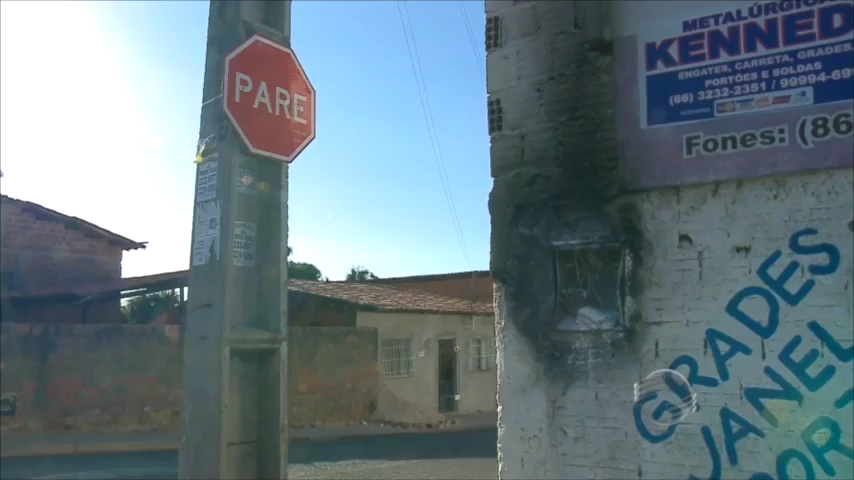 PARE
METALÚRGICA
KENNED
ENGATES, CARRETA, GRADES,
PORTÕES E SOLDAS
(86) 3232-2351 / 99994-69
Fones: (86
GRADES
JANEL
POR